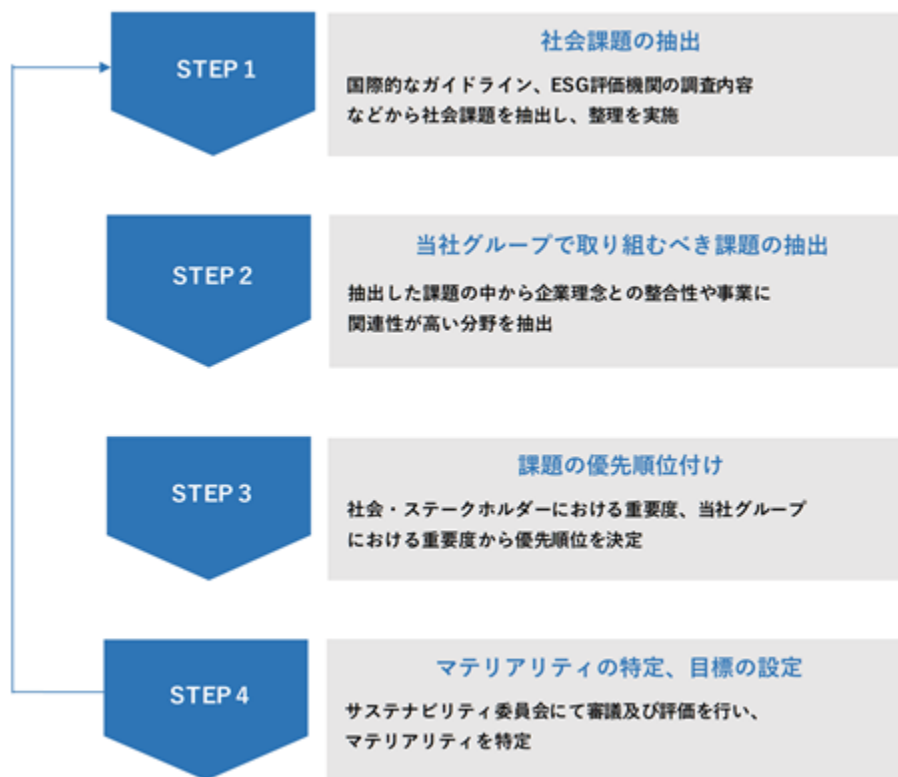 STEP 1
社会課題の抽出
国際的なガイドライン、ESG評価機関の調査内容
などから社会課題を抽出し、整理を実施
STEP 2
当社グループで取り組むべき課題の抽出
抽出した課題の中から企業理念との整合性や事業に
関連性が高い分野を抽出
STEP 3
課題の優先順位付け
社会・ステークホルダーにおける重要度、当社グループ
における重要度から優先順位を決定
STEP 4
マテリアリティの特定、目標の設定
サステナビリティ委員会にて審議及び評価を行い、
マテリアリティを特定